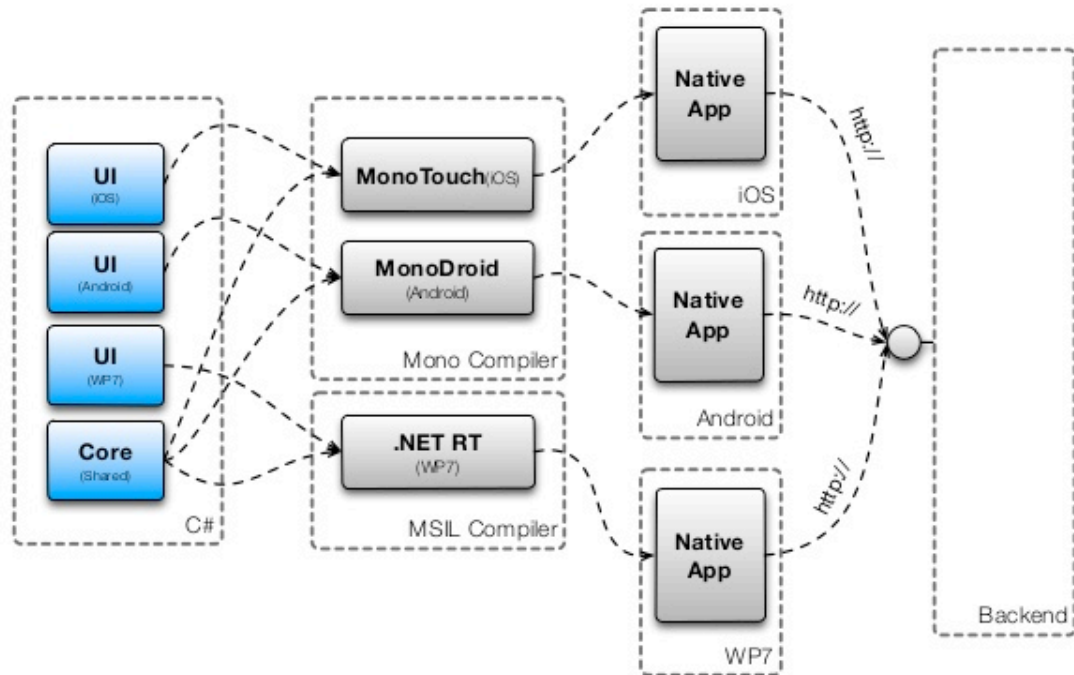 UI
(iOS)
UI
(Android)
UI
(WP7)
Core
(Shared)
C#
MonoTouch(iOS)
MonoDroid
(Android)
Mono Compiler
.NET RT
(WP7)
MSIL Compiler
Native
App
iOS
Native
App
Android
Native
App
WP7
http://
http://
http://
Backend